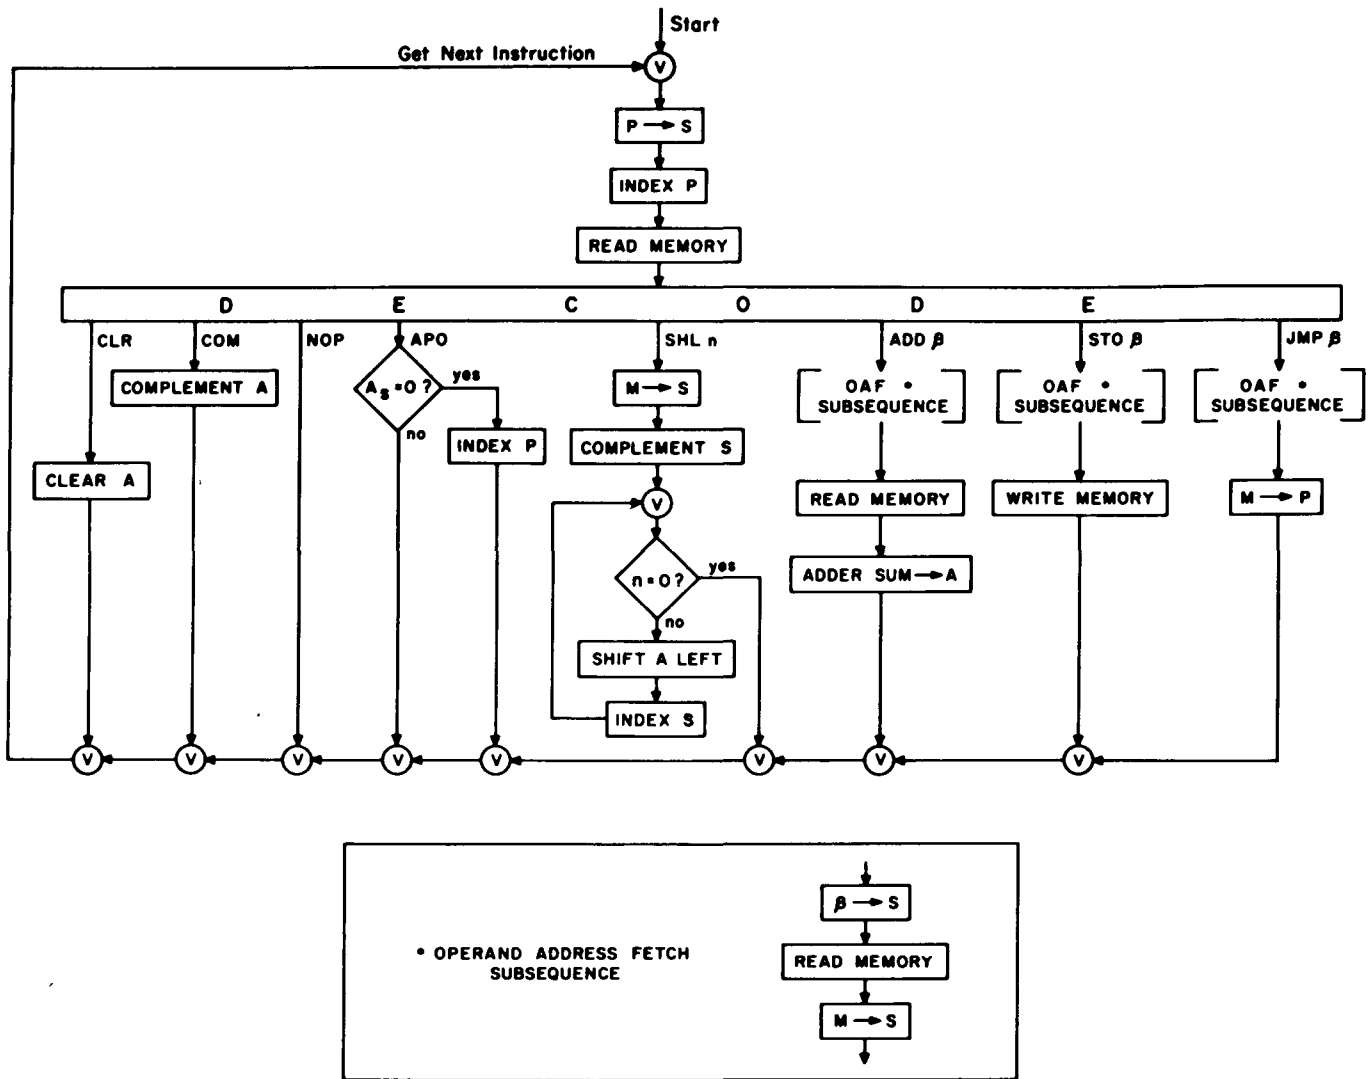 Start
Get Next Instruction
V
P → S
INDEX P
READ MEMORY
D E C O D E
CLR
COM
NOP
APO
SHL n
ADD β
STO β
JMP β
COMPLEMENT A
A_s = 0 ?
yes
no
INDEX P
CLEAR A
M → S
COMPLEMENT S
V
n = 0 ?
yes
no
SHIFT A LEFT
INDEX S
OAF *
SUBSEQUENCE
READ MEMORY
ADDER SUM → A
OAF *
SUBSEQUENCE
WRITE MEMORY
OAF *
SUBSEQUENCE
M → P
V V V V V V V V
* OPERAND ADDRESS FETCH
SUBSEQUENCE
β → S
READ MEMORY
M → S